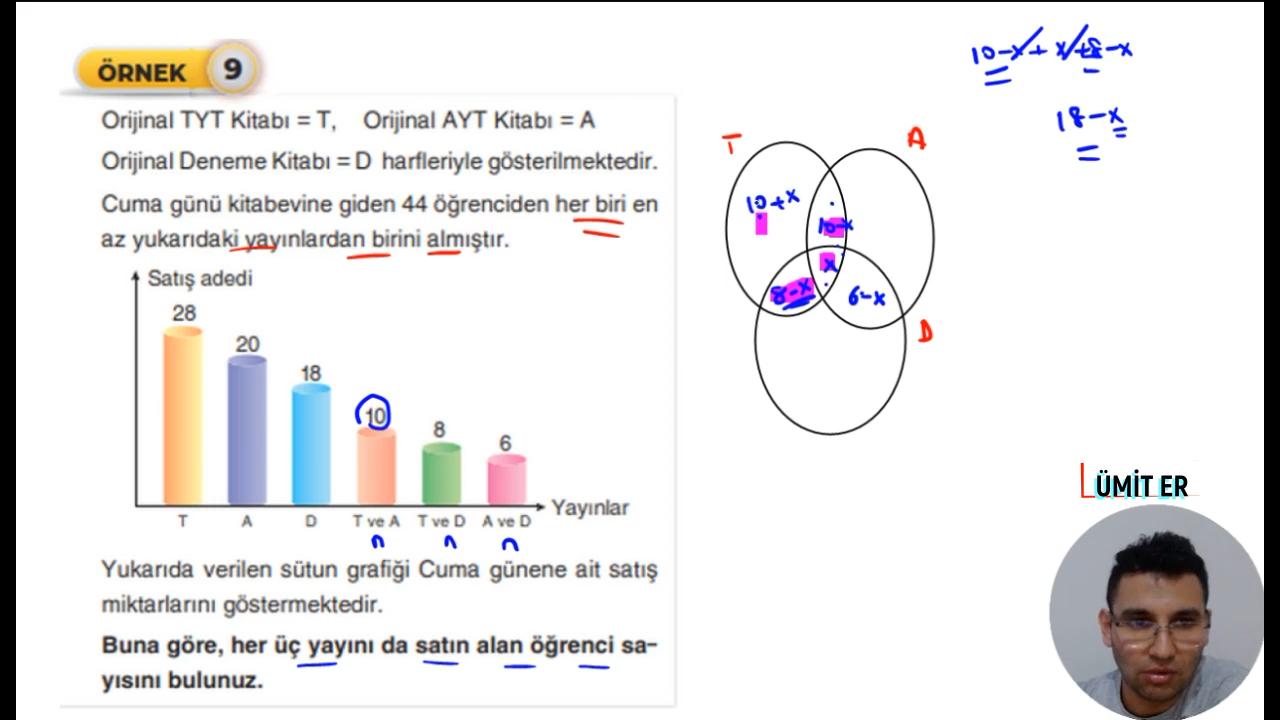 ÖRNEK 9
Orijinal TYT Kitabı = T, Orijinal AYT Kitabı = A
Orijinal Deneme Kitabı = D harfleriyle gösterilmektedir.
Cuma günü kitabevine giden 44 öğrenciden her biri en
az yukarıdaki yayınlardan birini almıştır.
Satış adedi
28
20
18
10
8
6
T
A
D
T ve A
T ve D
A ve D
Yayınlar
∩ ∩ ∩
Yukarıda verilen sütun grafiği Cuma günene ait satış
miktarlarını göstermektedir.
Buna göre, her üç yayını da satın alan öğrenci sa-
yısını bulunuz.
10-x + x +8-x
18-x
T
A
10+x
10-x
x
8-x
6-x
D
ÜMİT ER